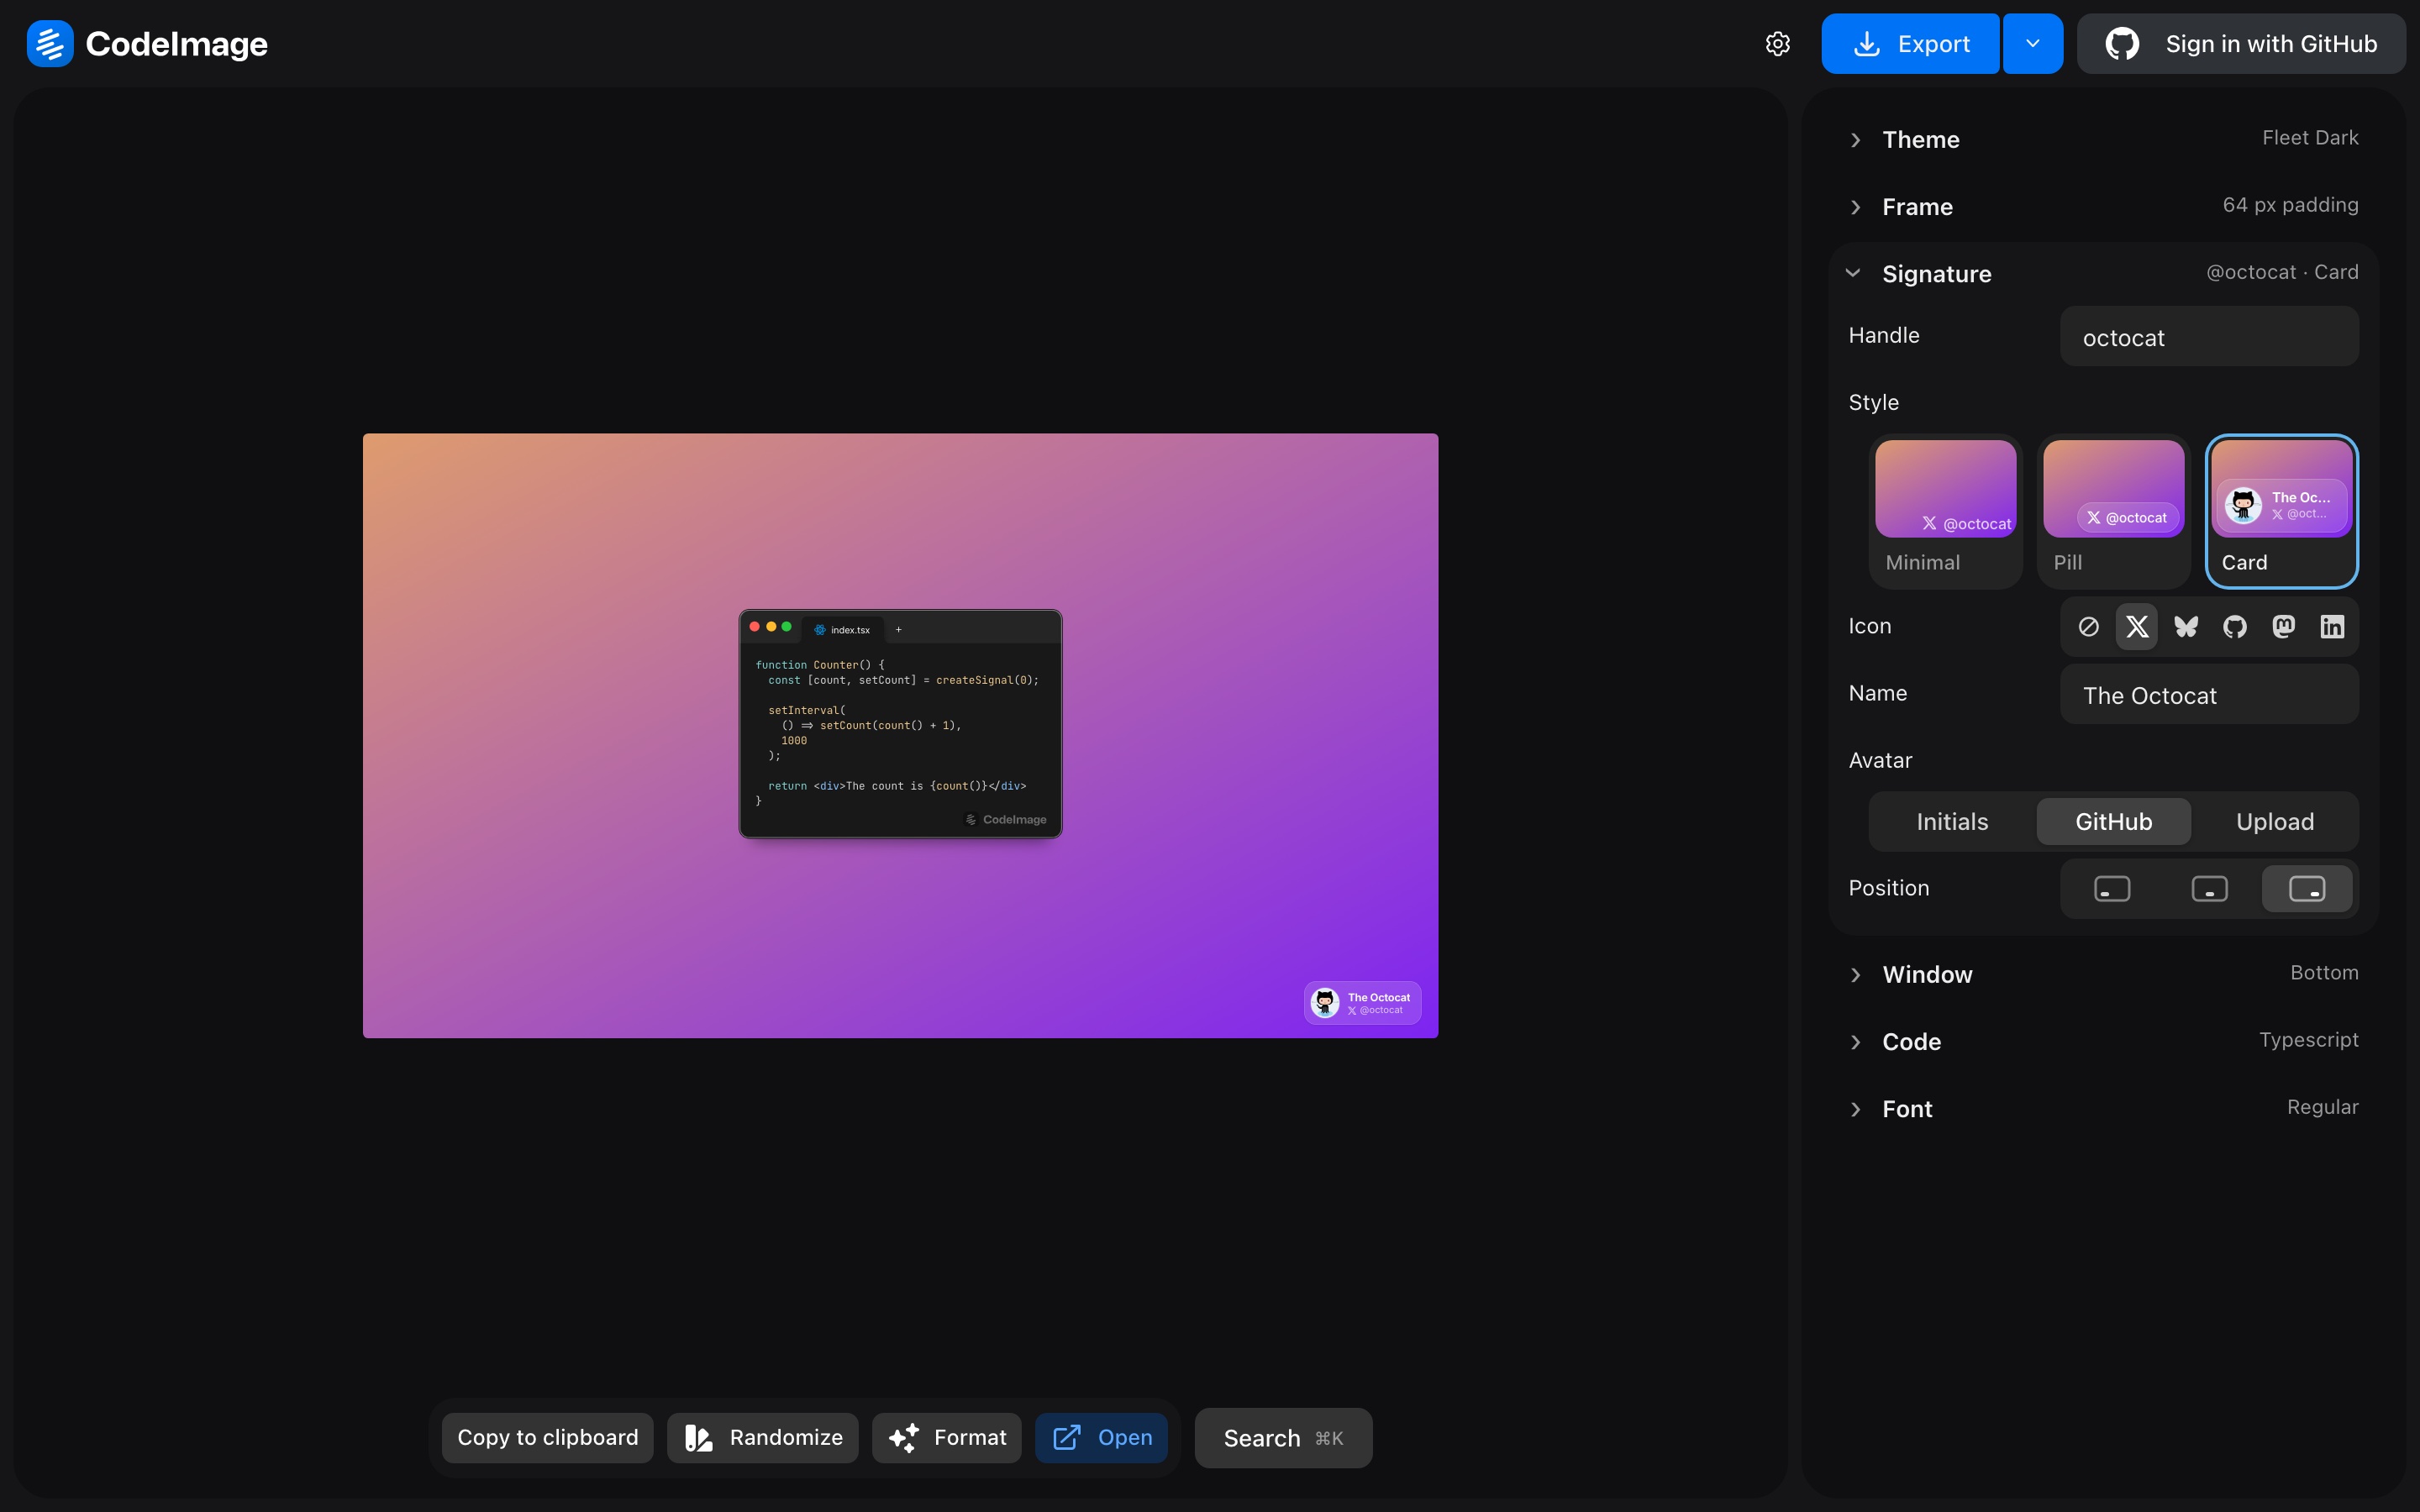 CodeImage
Export
Sign in with GitHub
index.tsx
+
function Counter() {
  const [count, setCount] = createSignal(0);
  setInterval(
    () => setCount(count() + 1),
    1000
  );
  return <div>The count is {count()}</div>
}
CodeImage
The Octocat
@octocat
Copy to clipboard
Randomize
Format
Open
Search ⌘K
Theme Fleet Dark
Frame 64 px padding
Signature @octocat · Card
Handle octocat
Style
@octocat
Minimal
@octocat
Pill
The Oc...
@oct...
Card
Icon
Name The Octocat
Avatar
Initials GitHub Upload
Position
Window Bottom
Code Typescript
Font Regular